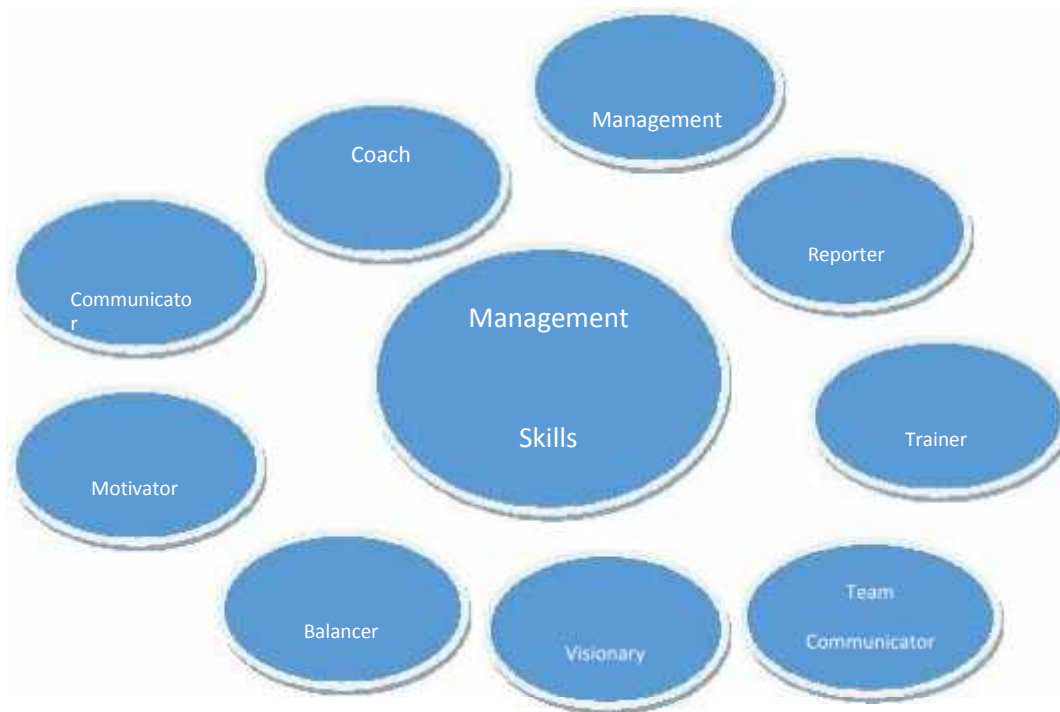 Management
Coach
Reporter
Communicato
r
Management
Skills
Trainer
Motivator
Team
Communicator
Balancer
Visionary